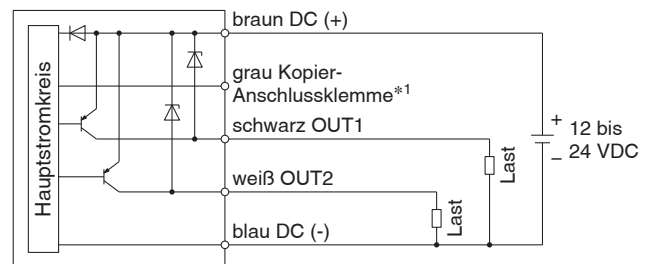 braun DC (+)
grau Kopier-
Anschlussklemme*1
schwarz OUT1
weiß OUT2
blau DC (-)
Hauptstromkreis
Last
Last
+
−
12 bis
24 VDC